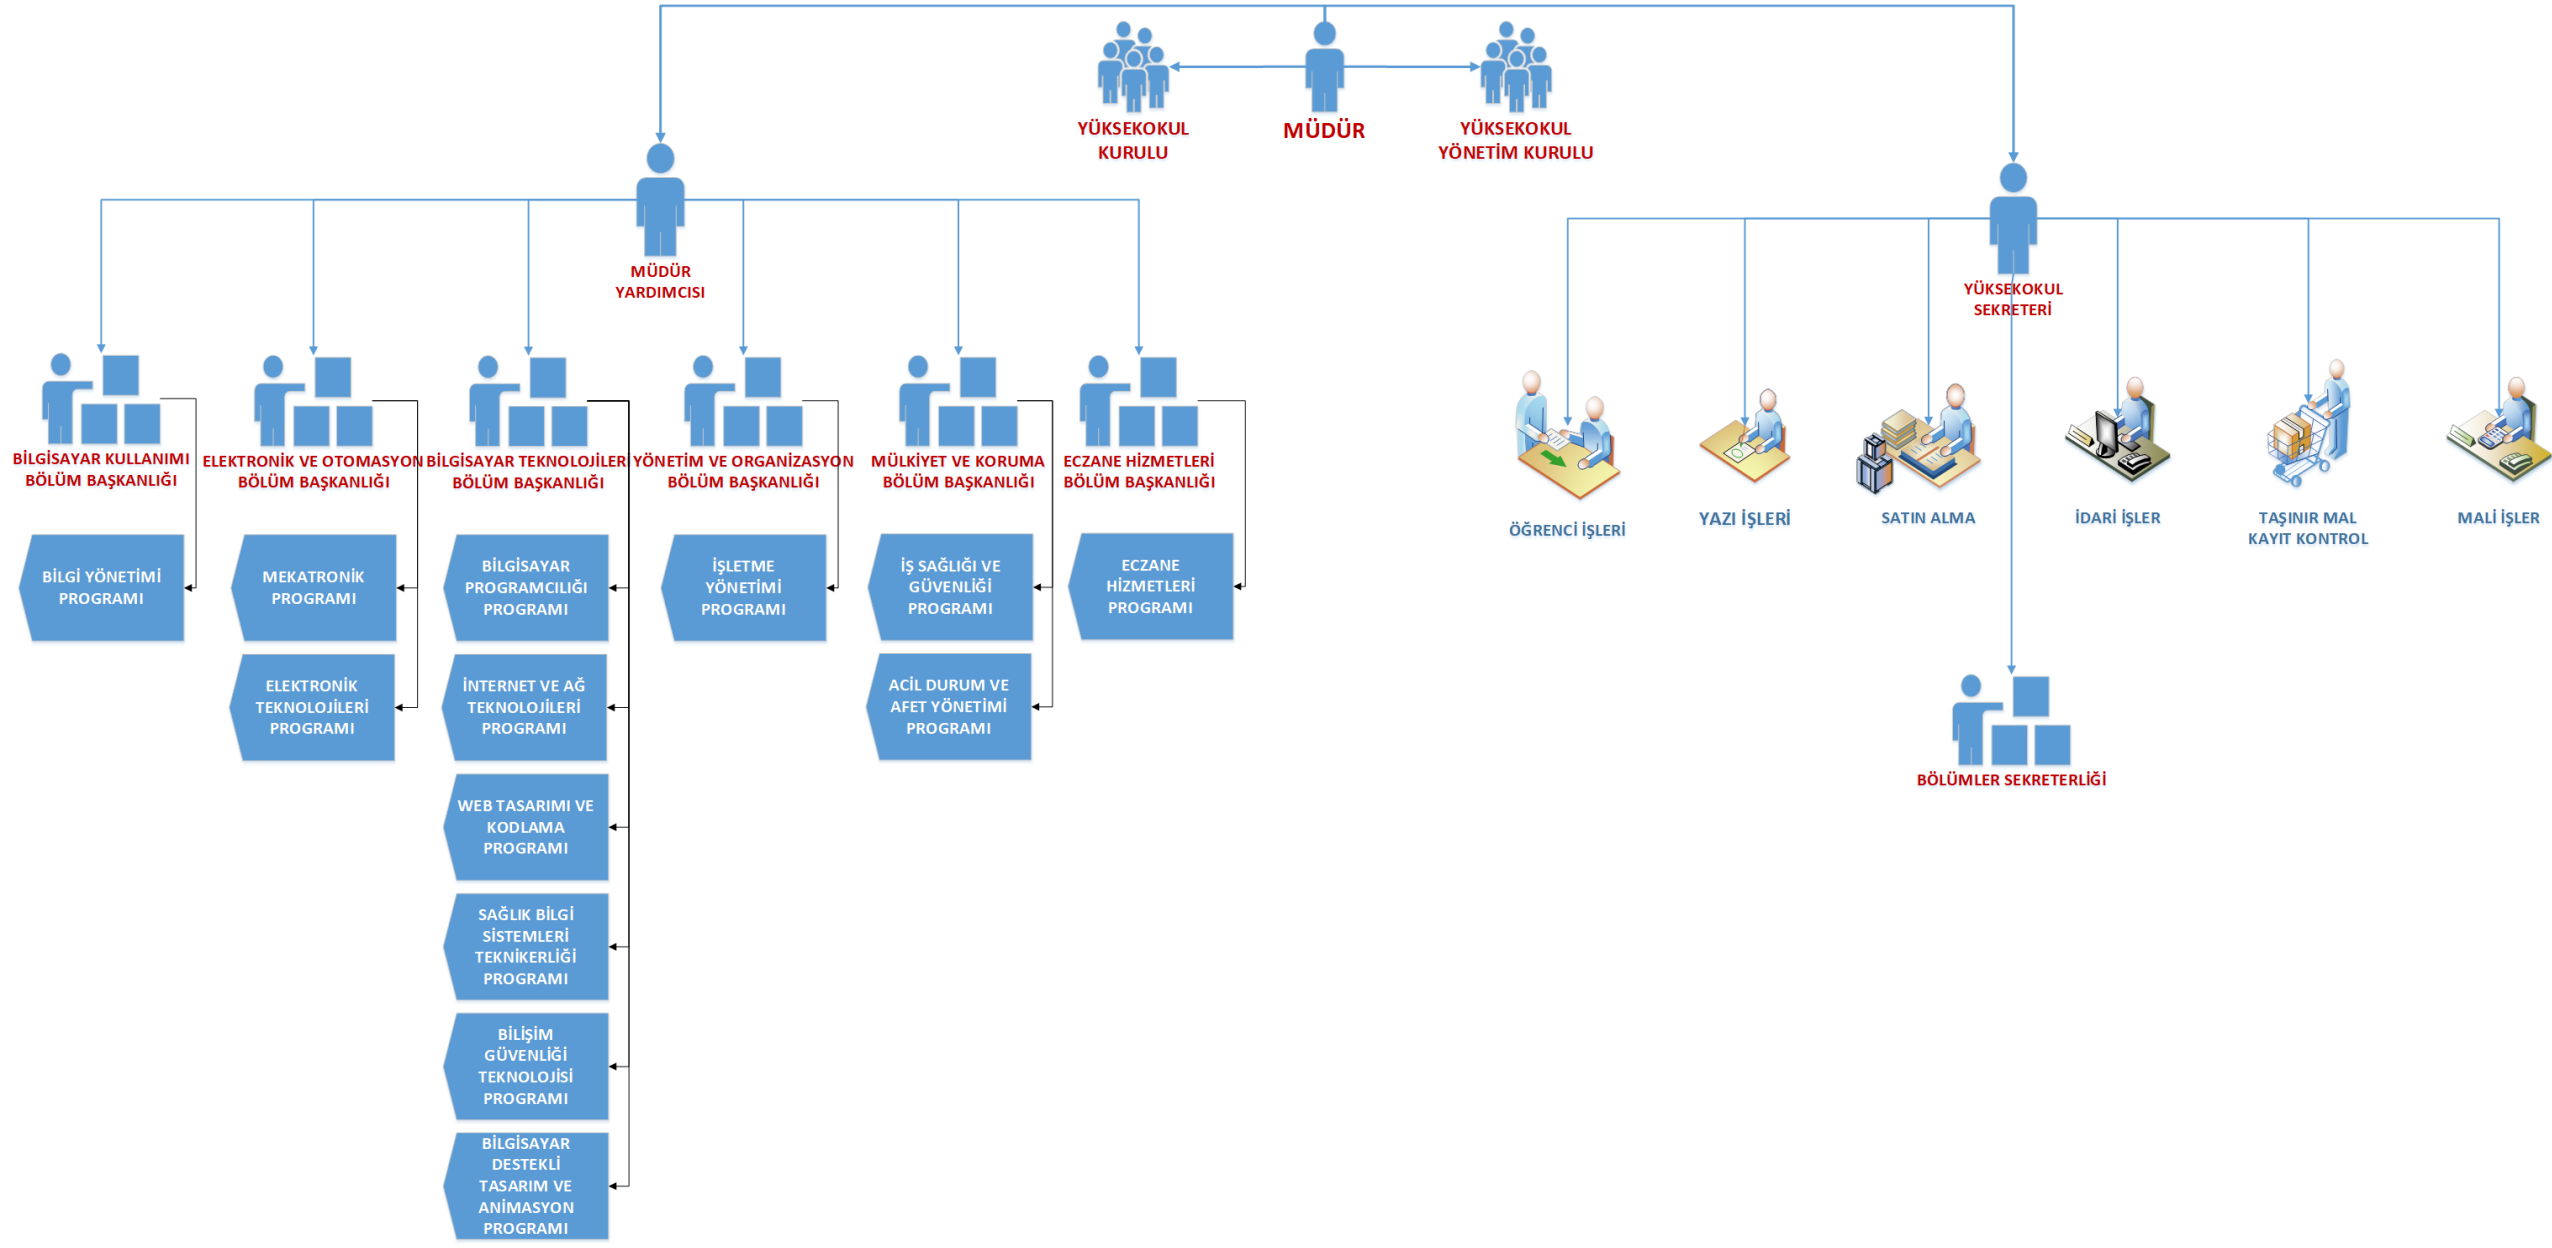 YÜKSEKOKUL
KURULU
MÜDÜR
YÜKSEKOKUL
YÖNETİM KURULU
MÜDÜR
YARDIMCISI
YÜKSEKOKUL
SEKRETERİ
BİLGİSAYAR KULLANIMI
BÖLÜM BAŞKANLIĞI
ELEKTRONİK VE OTOMASYON
BÖLÜM BAŞKANLIĞI
BİLGİSAYAR TEKNOLOJİLERİ
BÖLÜM BAŞKANLIĞI
YÖNETİM VE ORGANİZASYON
BÖLÜM BAŞKANLIĞI
MÜLKİYET VE KORUMA
BÖLÜM BAŞKANLIĞI
ECZANE HİZMETLERİ
BÖLÜM BAŞKANLIĞI
ÖĞRENCİ İŞLERİ
YAZI İŞLERİ
SATIN ALMA
İDARİ İŞLER
TAŞINIR MAL
KAYIT KONTROL
MALİ İŞLER
BİLGİ YÖNETİMİ
PROGRAMI
MEKATRONİK
PROGRAMI
ELEKTRONİK
TEKNOLOJİLERİ
PROGRAMI
BİLGİSAYAR
PROGRAMCILIĞI
PROGRAMI
İNTERNET VE AĞ
TEKNOLOJİLERİ
PROGRAMI
WEB TASARIMI VE
KODLAMA
PROGRAMI
SAĞLIK BİLGİ
SİSTEMLERİ
TEKNİKERLİĞİ
PROGRAMI
BİLİŞİM
GÜVENLİĞİ
TEKNOLOJİSİ
PROGRAMI
BİLGİSAYAR
DESTEKLİ
TASARIM VE
ANİMASYON
PROGRAMI
İŞLETME
YÖNETİMİ
PROGRAMI
İŞ SAĞLIĞI VE
GÜVENLİĞİ
PROGRAMI
ACİL DURUM VE
AFET YÖNETİMİ
PROGRAMI
ECZANE
HİZMETLERİ
PROGRAMI
BÖLÜMLER SEKRETERLİĞİ